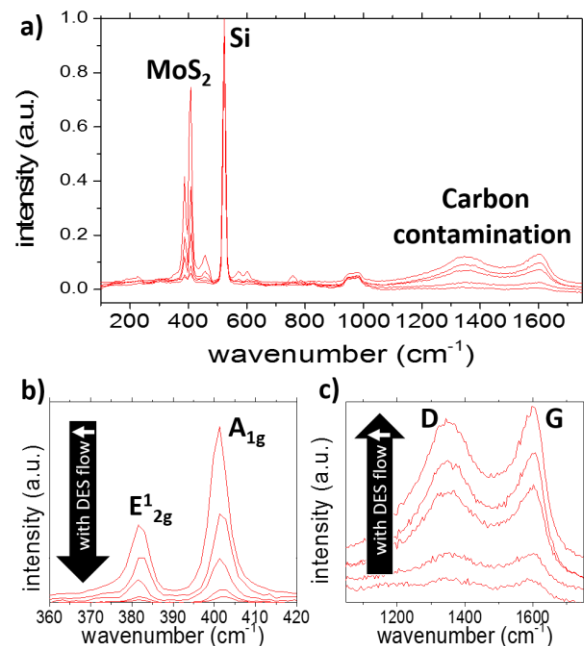 a)
1.0
0.8
0.6
0.4
0.2
0.0
intensity (a.u.)
MoS₂
Si
Carbon
contamination
200 400 600 800 1000 1200 1400 1600
wavenumber (cm⁻¹)
b)
intensity (a.u.)
with DES flow
E¹₂g
A₁g
360 370 380 390 400 410 420
wavenumber (cm⁻¹)
c)
intensity (a.u.)
with DES flow
D
G
1200 1400 1600
wavenumber (cm⁻¹)